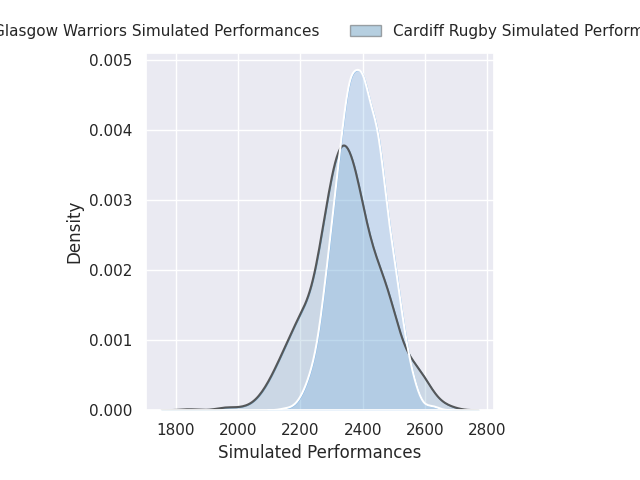 Glasgow Warriors Simulated Performances
Cardiff Rugby Simulated Perform
0.005
0.004
0.003
0.002
0.001
0.000
Density
1800 2000 2200 2400 2600 2800
Simulated Performances